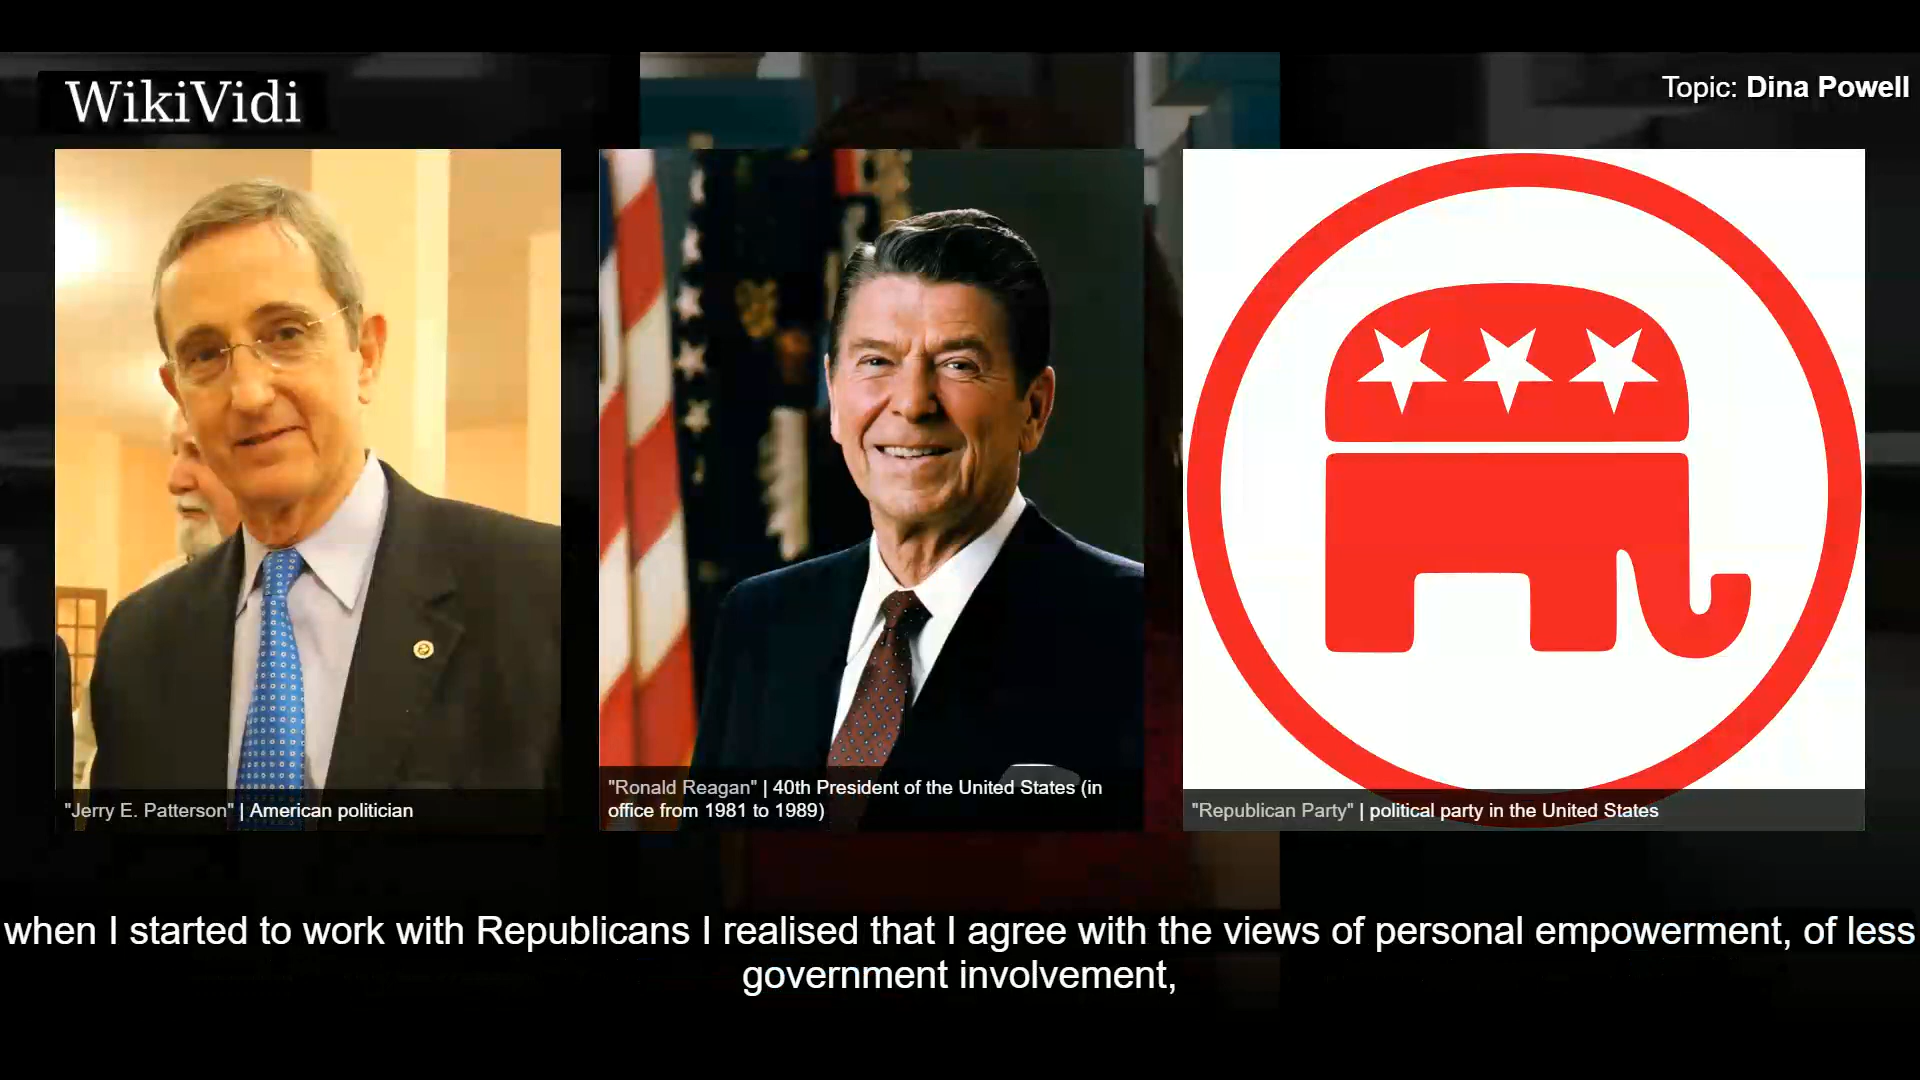 WikiVidi
Topic: Dina Powell
"Jerry E. Patterson" | American politician
"Ronald Reagan" | 40th President of the United States (in
office from 1981 to 1989)
"Republican Party" | political party in the United States
when I started to work with Republicans I realised that I agree with the views of personal empowerment, of less
government involvement,